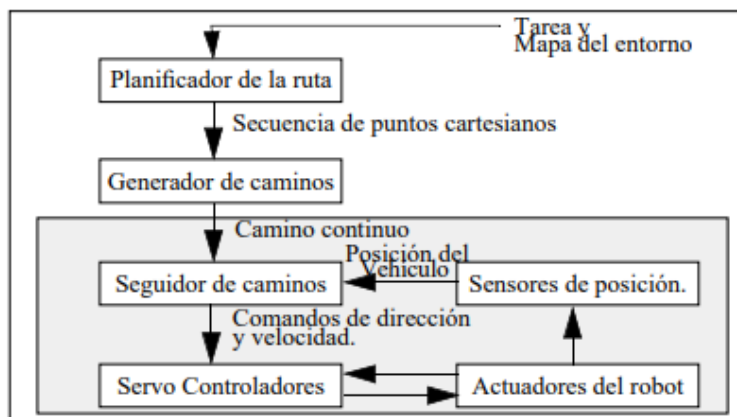 Tarea y
Mapa del entorno
Planificador de la ruta
Secuencia de puntos cartesianos
Generador de caminos
Camino continuo
Posición del
Vehiculo
Seguidor de caminos
Sensores de posición.
Comandos de dirección
y velocidad.
Servo Controladores
Actuadores del robot